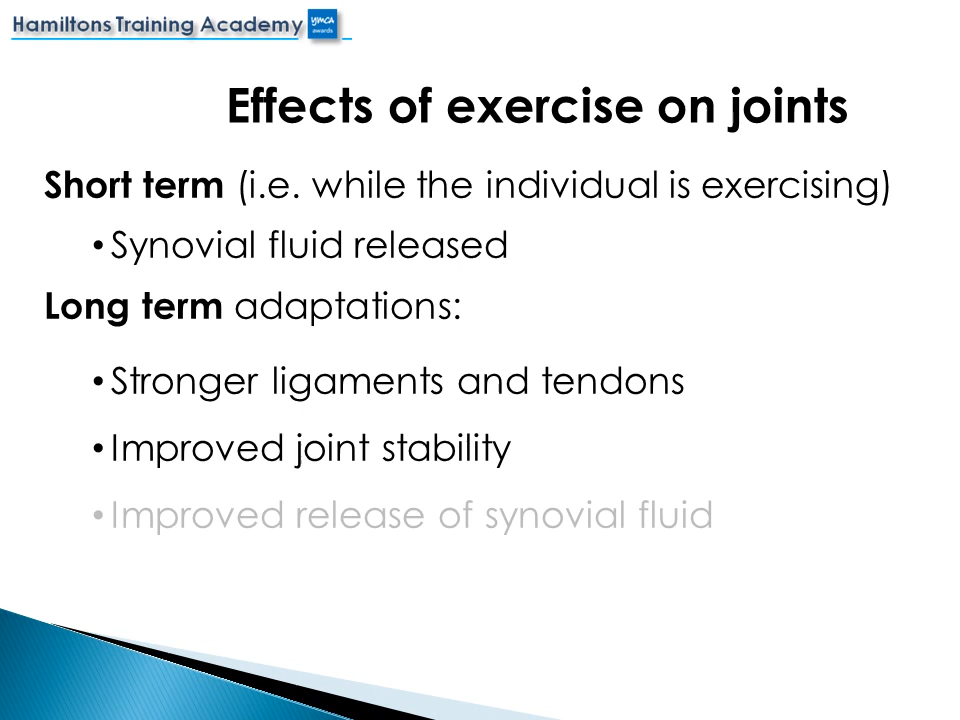 Hamiltons Training Academy
YMCA
awards
Effects of exercise on joints
Short term (i.e. while the individual is exercising)
• Synovial fluid released
Long term adaptations:
• Stronger ligaments and tendons
• Improved joint stability
• Improved release of synovial fluid